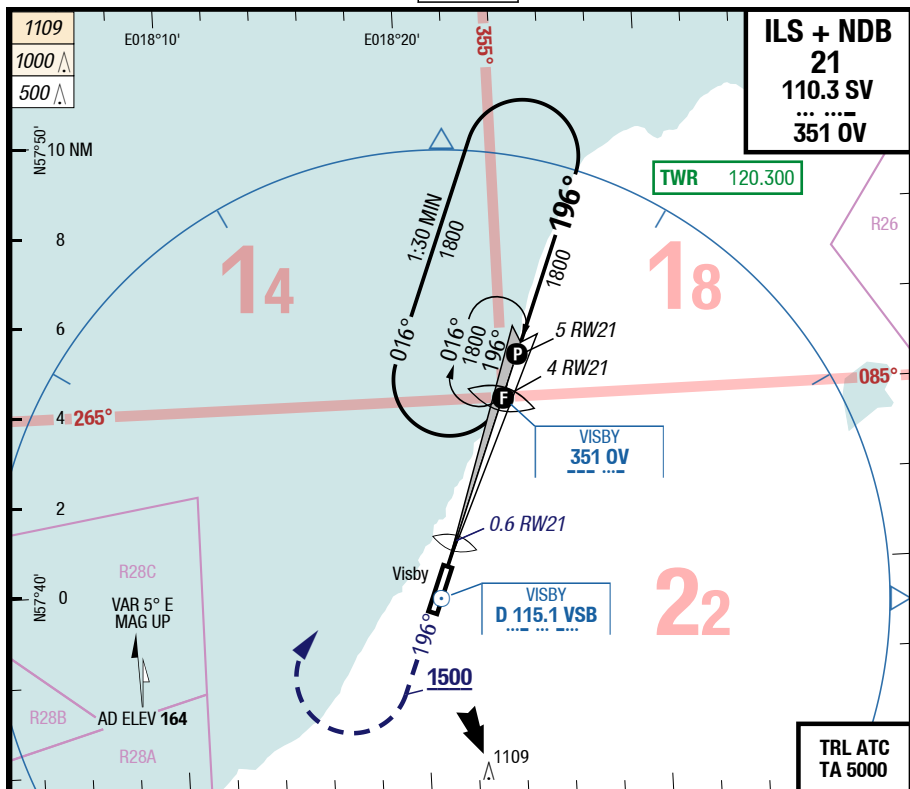 1109
1000
500
E018°10'
E018°20'
355°
ILS + NDB
21
110.3 SV
351 OV
N57°50'
10 NM
TWR 120.300
R26
8
1:30 MIN
1800
196°
1800
14
18
6
016°
016°
1800
196°
5 RW21
P
4 RW21
F
085°
265°
4
VISBY
351 OV
2
0.6 RW21
R28C
Visby
N57°40'
0
VISBY
D 115.1 VSB
22
VAR 5° E
MAG UP
196°
1500
R28B
AD ELEV 164
R28A
1109
TRL ATC
TA 5000